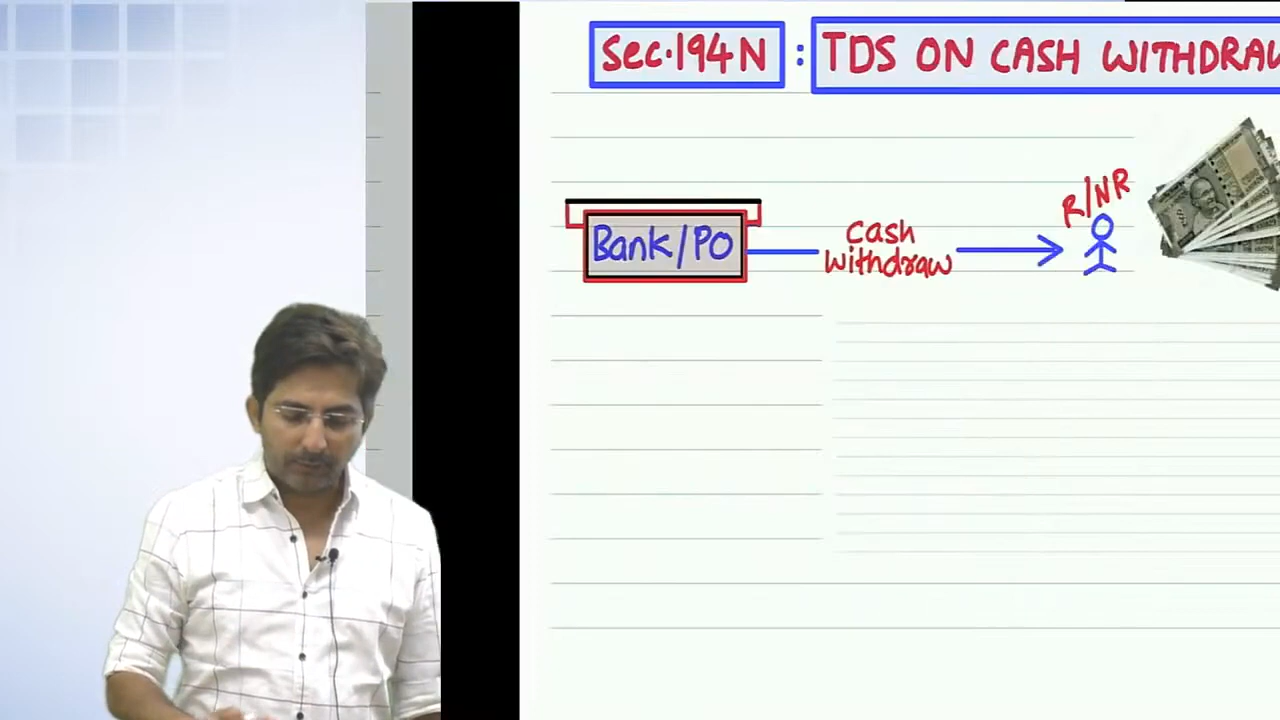 Sec.194N : TDS ON CASH WITHDRAW
R/NR
Bank/PO
Cash
withdraw